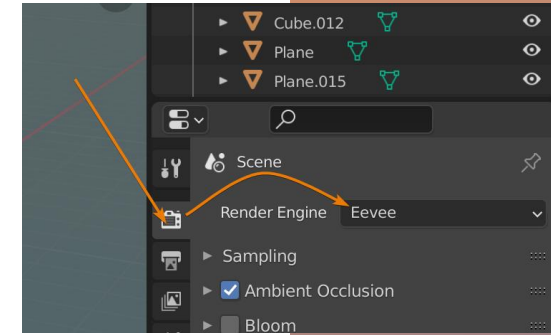 Cube.012
Plane
Plane.015
Scene
Render Engine Eevee
Sampling
Ambient Occlusion
Bloom